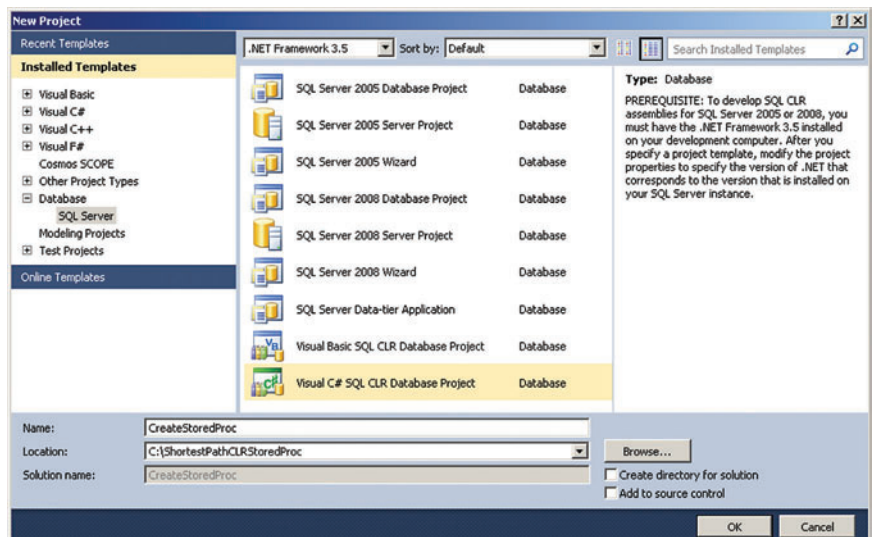 New Project
Recent Templates
Installed Templates
Visual Basic
Visual C#
Visual C++
Visual F#
Cosmos SCOPE
Other Project Types
Database
SQL Server
Modeling Projects
Test Projects
Online Templates
.NET Framework 3.5 Sort by: Default Search Installed Templates
SQL Server 2005 Database Project Database
SQL Server 2005 Server Project Database
SQL Server 2005 Wizard Database
SQL Server 2008 Database Project Database
SQL Server 2008 Server Project Database
SQL Server 2008 Wizard Database
SQL Server Data-tier Application Database
VB Visual Basic SQL CLR Database Project Database
C# Visual C# SQL CLR Database Project Database
Type: Database
PREREQUISITE: To develop SQL CLR
assemblies for SQL Server 2005 or 2008, you
must have the .NET Framework 3.5 installed
on your development computer. After you
specify a project template, modify the project
properties to specify the version of .NET that
corresponds to the version that is installed on
your SQL Server instance.
Name: CreateStoredProc
Location: C:\ShortestPathCLRStoredProc Browse...
Solution name: CreateStoredProc Create directory for solution
Add to source control
OK Cancel